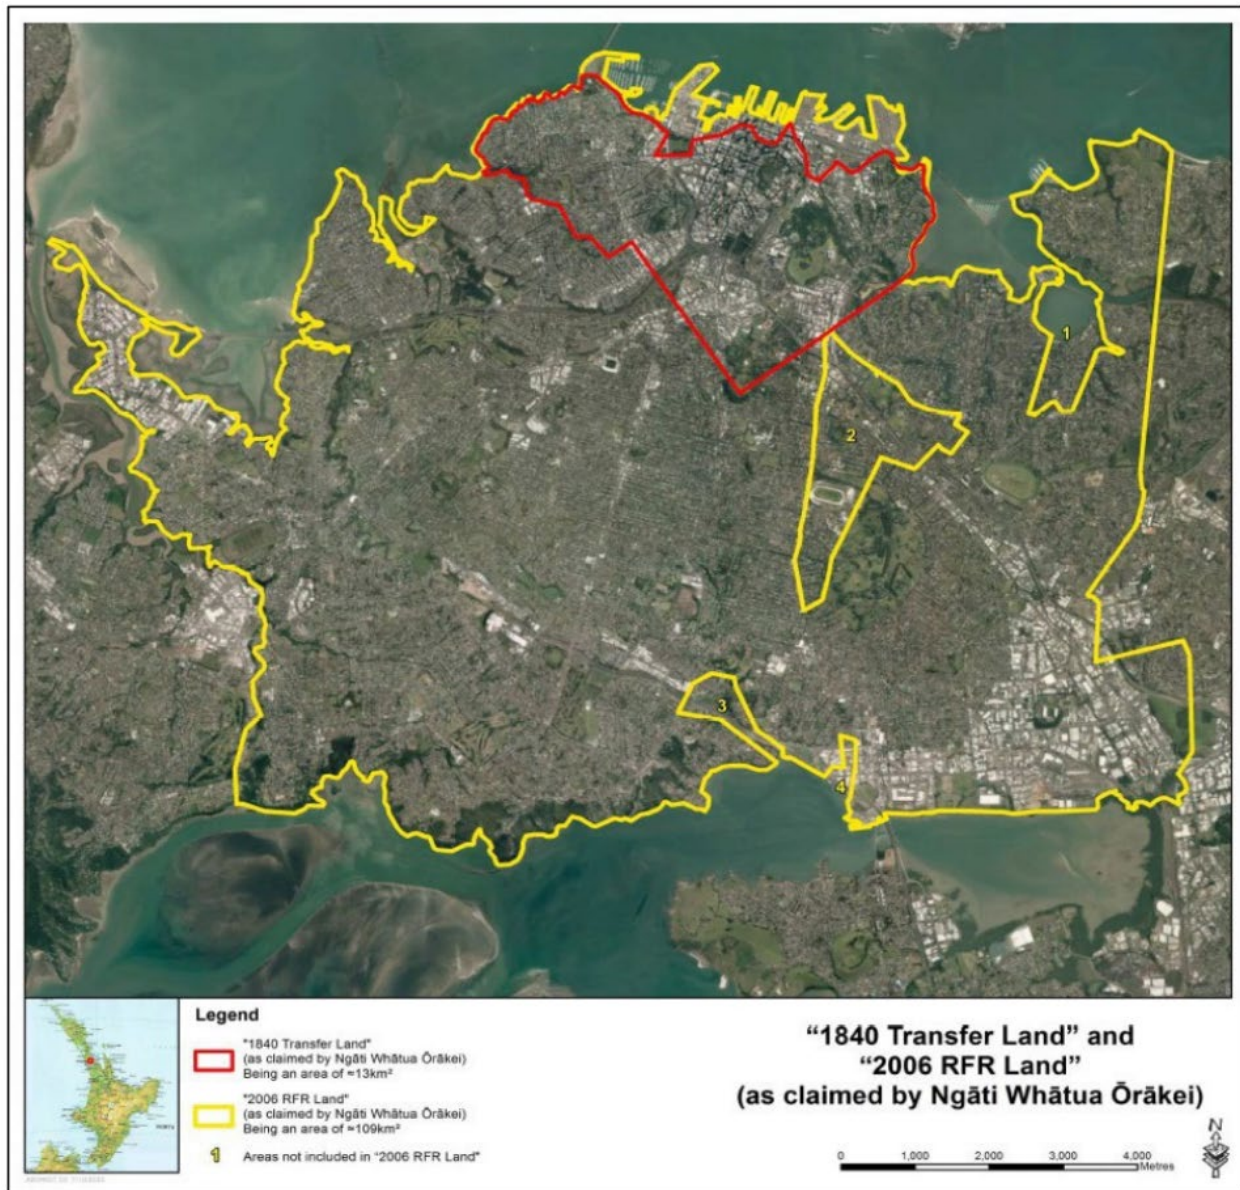 1
2
3
4
Legend
"1840 Transfer Land"
(as claimed by Ngāti Whātua Ōrākei)
Being an area of ≈13km²
"2006 RFR Land"
(as claimed by Ngāti Whātua Ōrākei)
Being an area of ≈109km²
1 Areas not included in "2006 RFR Land"
“1840 Transfer Land” and
“2006 RFR Land”
(as claimed by Ngāti Whātua Ōrākei)
N
0 1,000 2,000 3,000 4,000
Metres